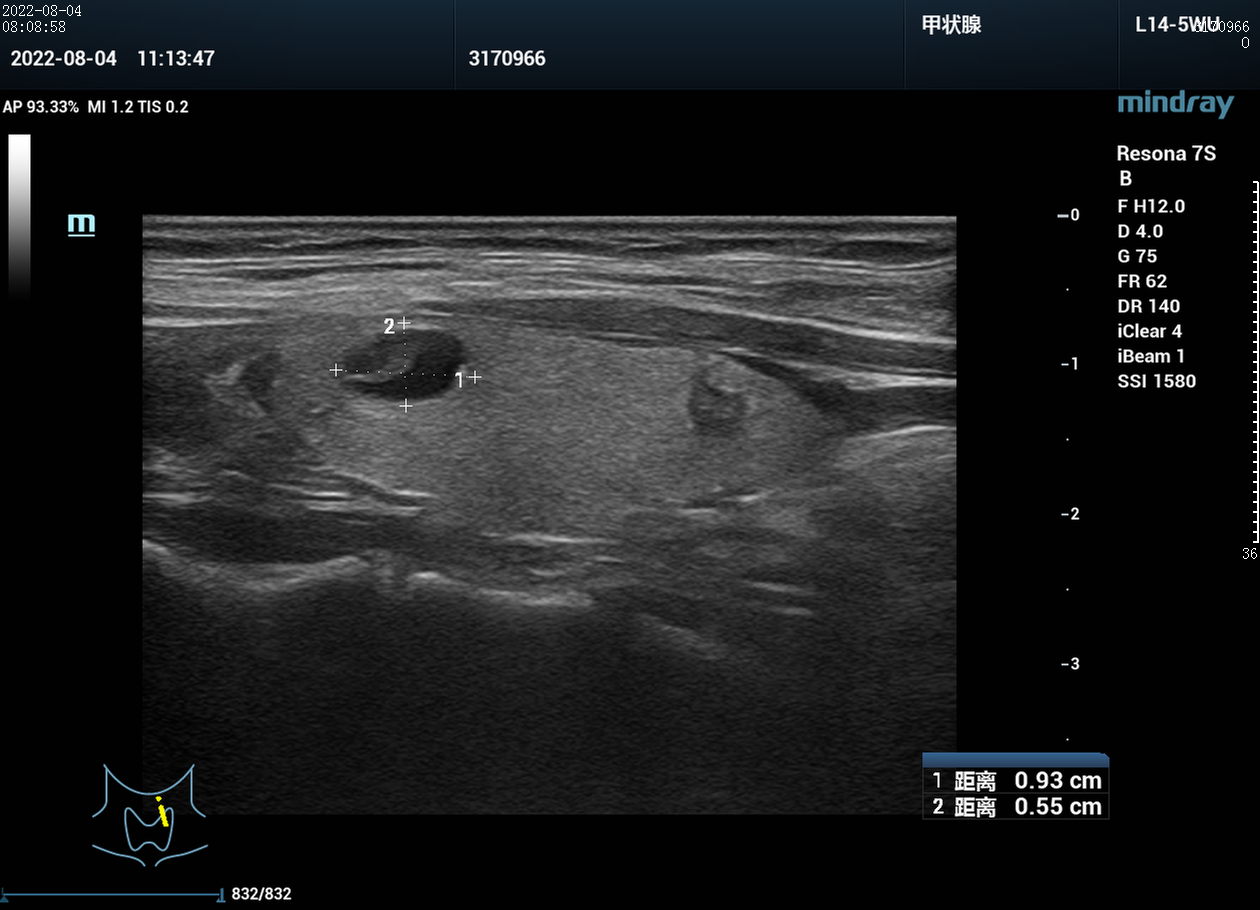 2022-08-04
08:08:58
甲状腺
L14-5WU
3170966
0
2022-08-04 11:13:47
3170966
AP 93.33% MI 1.2 TIS 0.2
mindray
Resona 7S
B
F H12.0
D 4.0
G 75
FR 62
DR 140
iClear 4
iBeam 1
SSI 1580
m
0
1
2
3
2
1
36
1 距离 0.93 cm
2 距离 0.55 cm
832/832